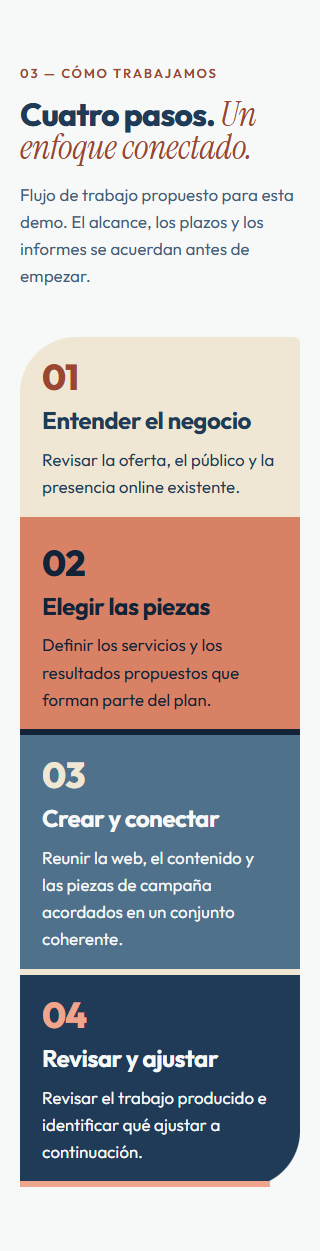 03 — CÓMO TRABAJAMOS
Cuatro pasos. Un
enfoque conectado.
Flujo de trabajo propuesto para esta
demo. El alcance, los plazos y los
informes se acuerdan antes de
empezar.
01
Entender el negocio
Revisar la oferta, el público y la
presencia online existente.
02
Elegir las piezas
Definir los servicios y los
resultados propuestos que
forman parte del plan.
03
Crear y conectar
Reunir la web, el contenido y
las piezas de campaña
acordados en un conjunto
coherente.
04
Revisar y ajustar
Revisar el trabajo producido e
identificar qué ajustar a
continuación.